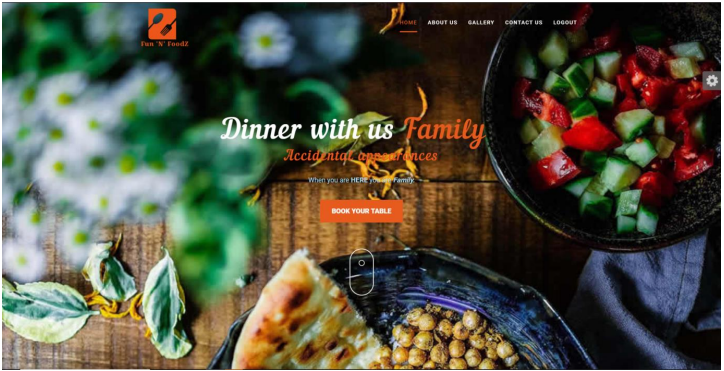 Fun 'N' FoodZ
HOME ABOUT US GALLERY CONTACT US LOGOUT
Dinner with us Family
Accidental appearences
When you are HERE you are Family.
BOOK YOUR TABLE